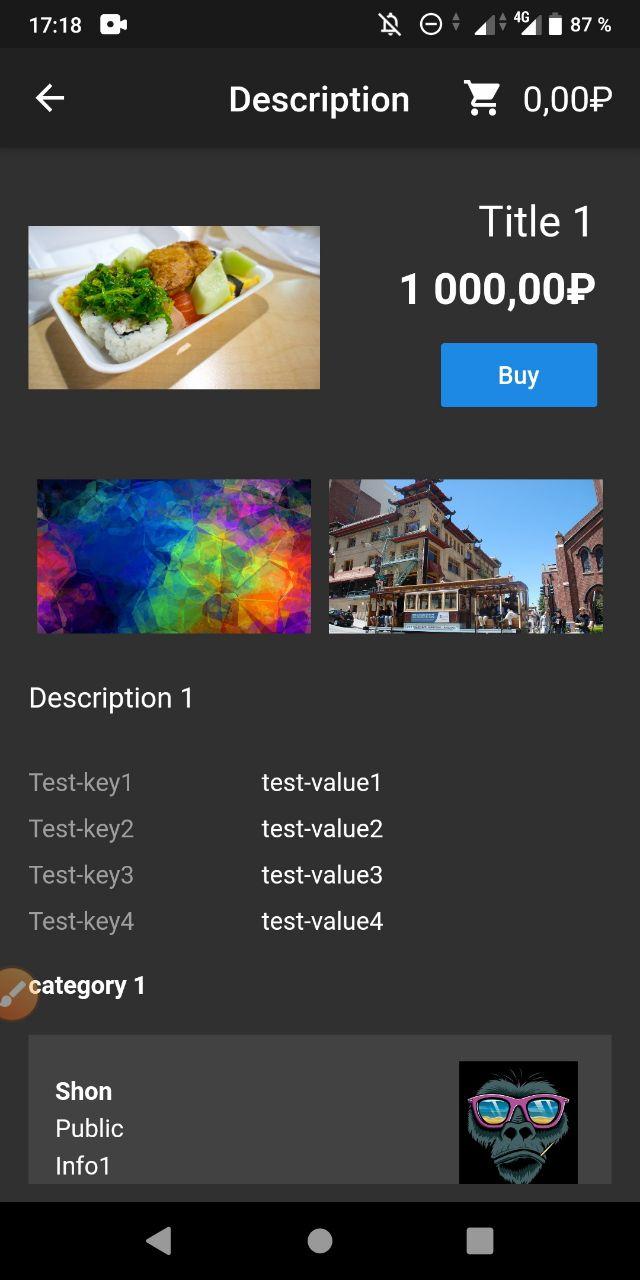 17:18
4G
87 %
Description
0,00₽
Title 1
1 000,00₽
Buy
Description 1
Test-key1 test-value1
Test-key2 test-value2
Test-key3 test-value3
Test-key4 test-value4
category 1
Shon
Public
Info1